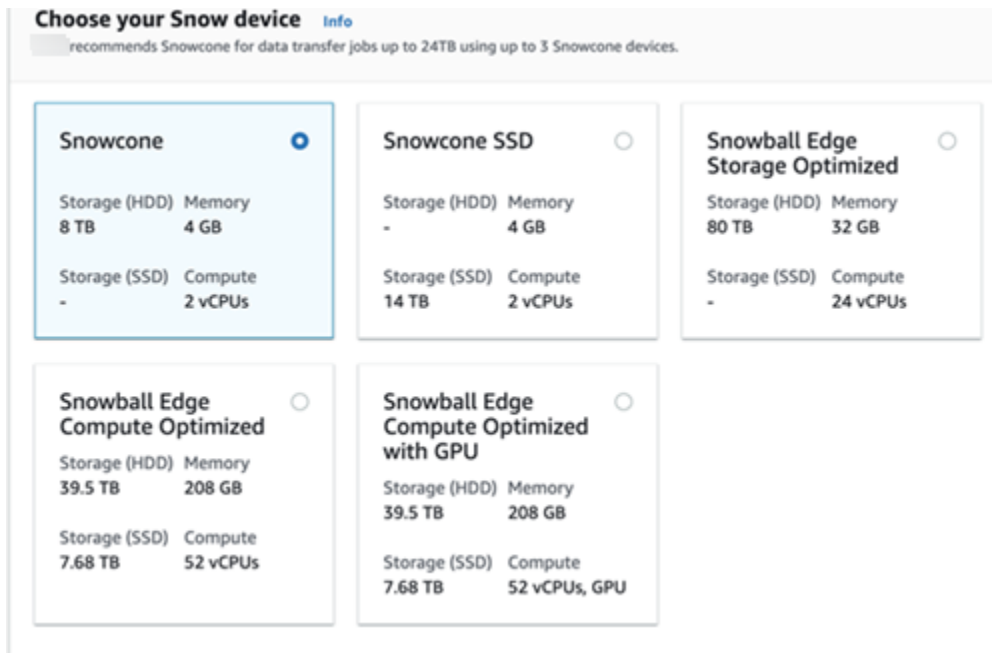 Choose your Snow device Info
recommends Snowcone for data transfer jobs up to 24TB using up to 3 Snowcone devices.
Snowcone
Storage (HDD) Memory
8 TB 4 GB
Storage (SSD) Compute
- 2 vCPUs
Snowcone SSD
Storage (HDD) Memory
- 4 GB
Storage (SSD) Compute
14 TB 2 vCPUs
Snowball Edge
Storage Optimized
Storage (HDD) Memory
80 TB 32 GB
Storage (SSD) Compute
- 24 vCPUs
Snowball Edge
Compute Optimized
Storage (HDD) Memory
39.5 TB 208 GB
Storage (SSD) Compute
7.68 TB 52 vCPUs
Snowball Edge
Compute Optimized
with GPU
Storage (HDD) Memory
39.5 TB 208 GB
Storage (SSD) Compute
7.68 TB 52 vCPUs, GPU